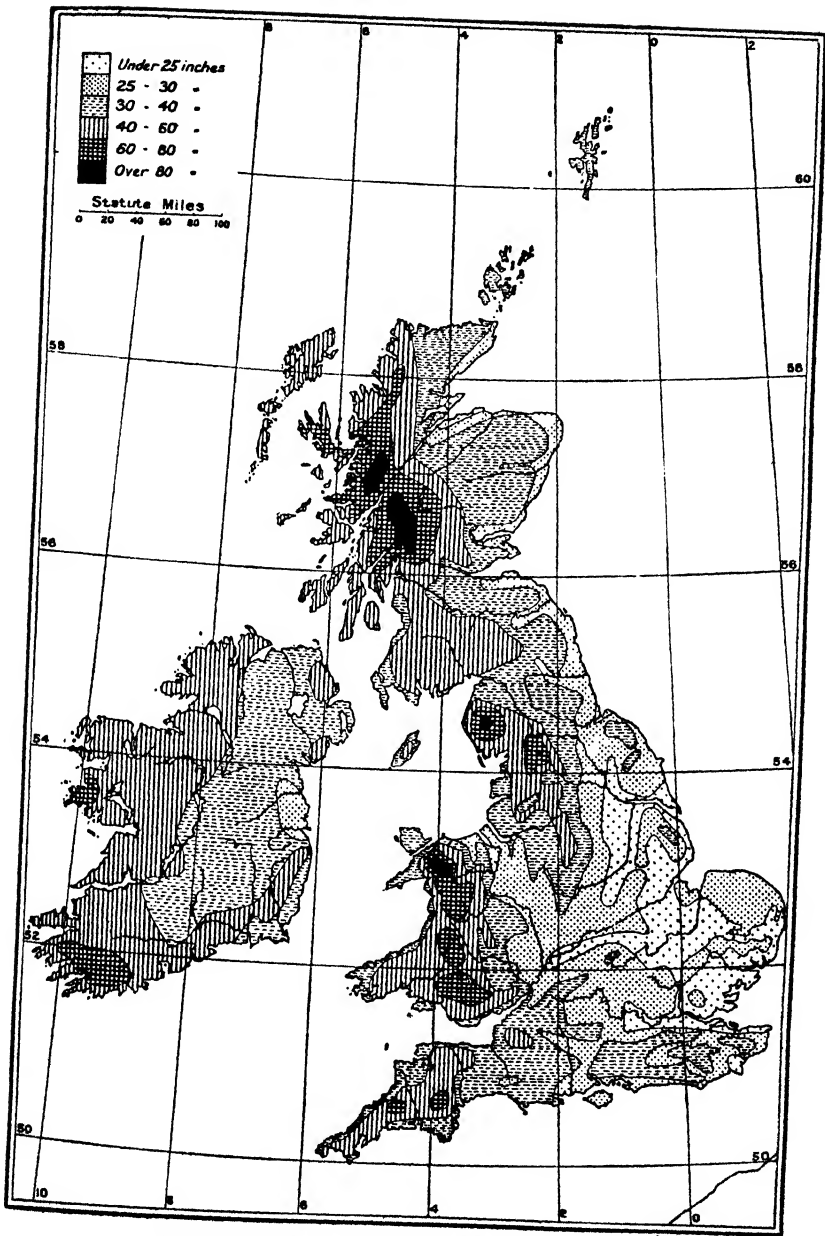 8 6 4 2 0 2
Under 25 inches
25 - 30 "
30 - 40 "
40 - 60 "
60 - 80 "
Over 80 "
Statute Miles
0 20 40 60 80 100
60
58 58
56 56
54 54
52
50 50
10 8 6 4 2 0